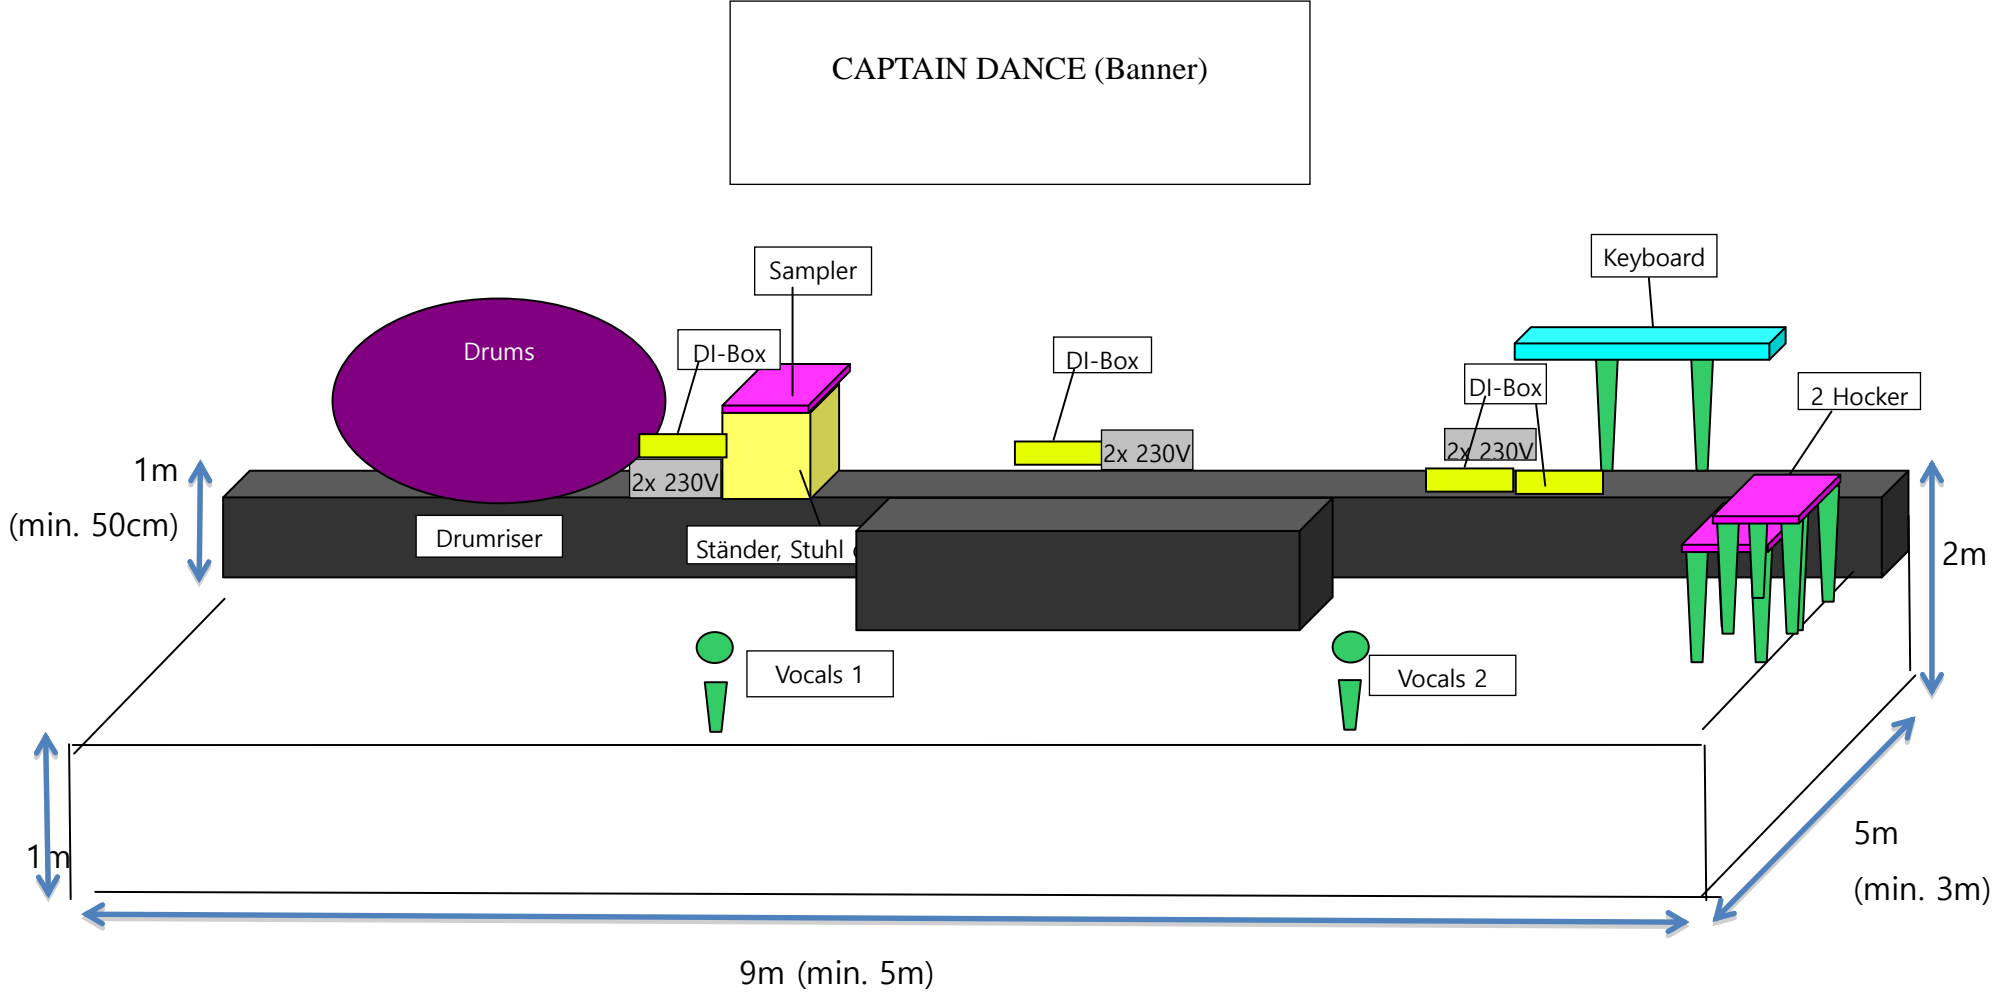 CAPTAIN DANCE (Banner)
Keyboard
Sampler
Drums
DI-Box
DI-Box
DI-Box
2 Hocker
2x 230V
2x 230V
2x 230V
1m
(min. 50cm)
Drumriser
Ständer, Stuhl
2m
Vocals 1
Vocals 2
1m
5m
(min. 3m)
9m (min. 5m)